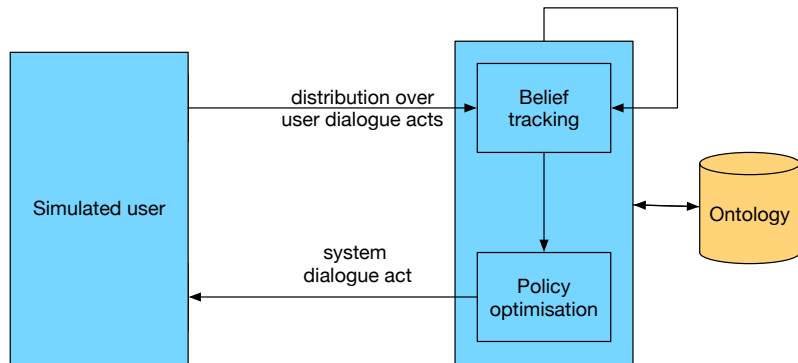 distribution over
user dialogue acts
Belief
tracking
Simulated user
Ontology
system
dialogue act
Policy
optimisation